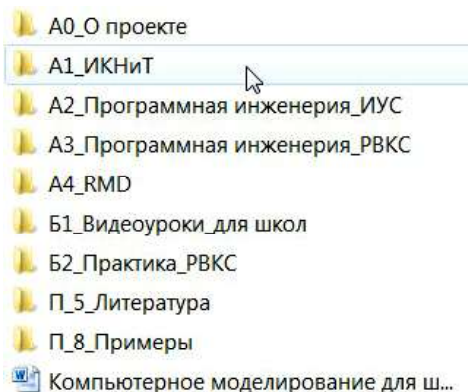 А0_О проекте
А1_ИКНиТ
А2_Программная инженерия_ИУС
А3_Программная инженерия_РВКС
А4_RMD
Б1_Видеоуроки_для школ
Б2_Практика_РВКС
П_5_Литература
П_8_Примеры
Компьютерное моделирование для ш...